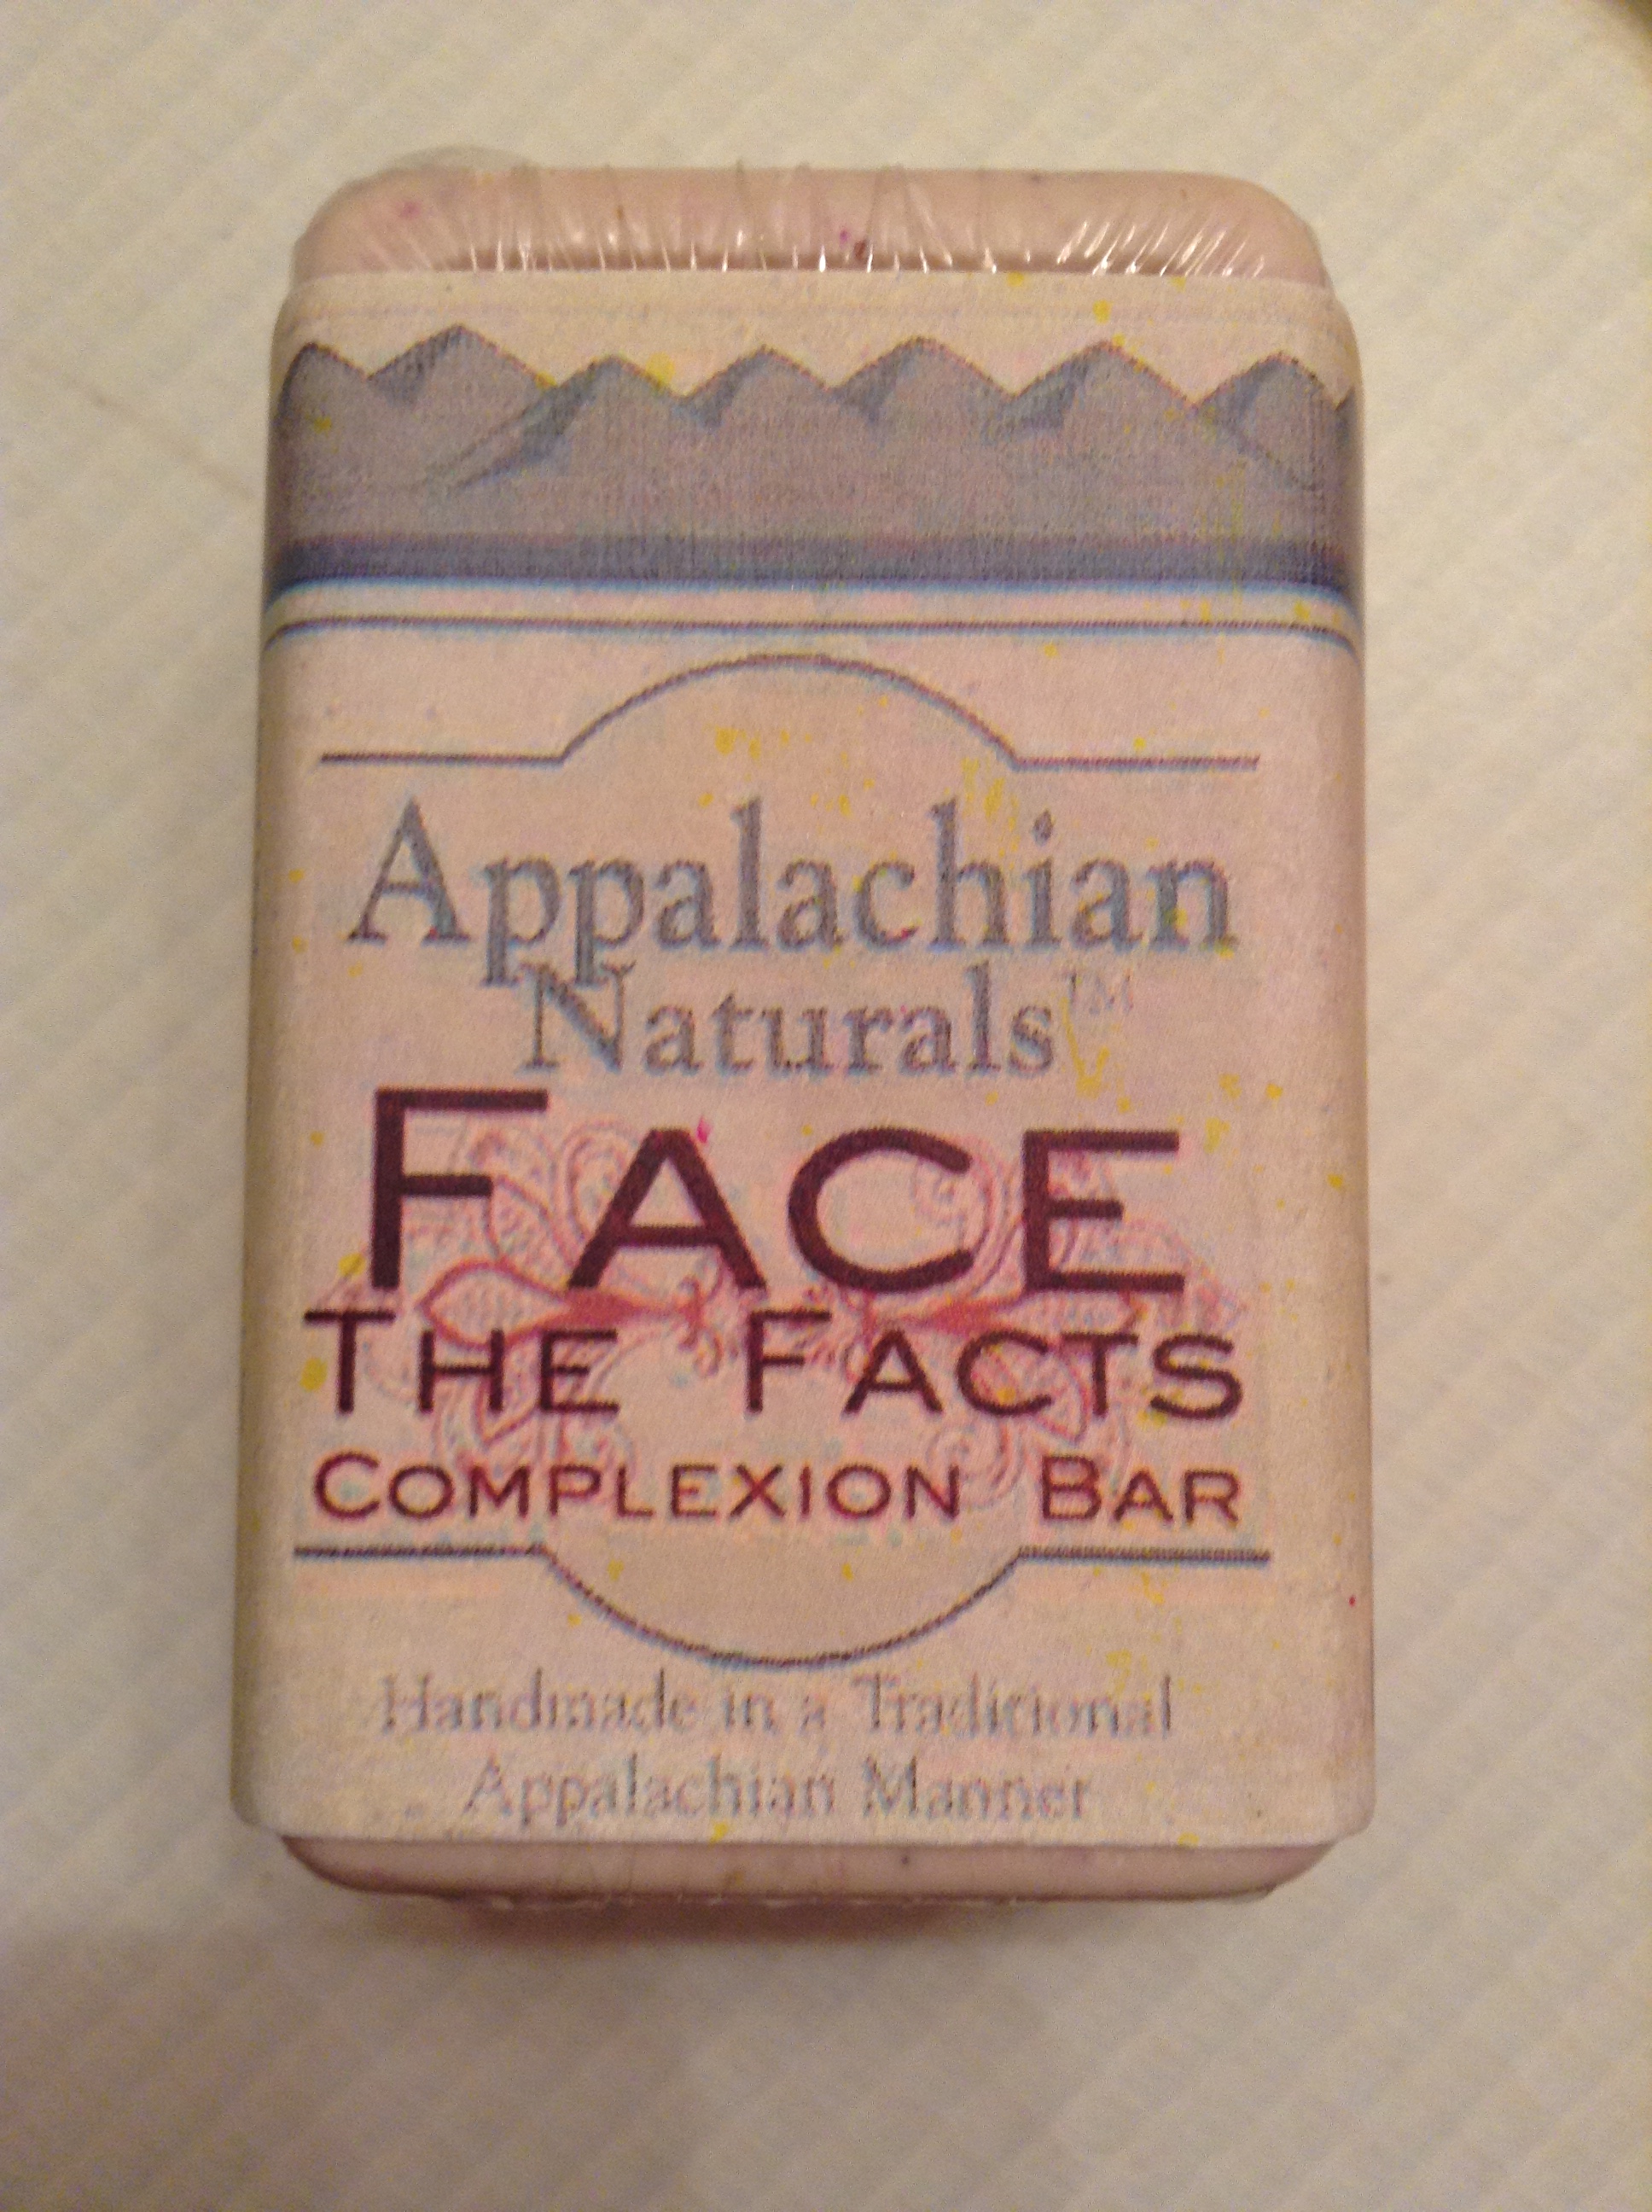 Appalachian
Naturals™
FACE
THE FACTS
COMPLEXION BAR
Handmade in a Traditional
Appalachian Manner